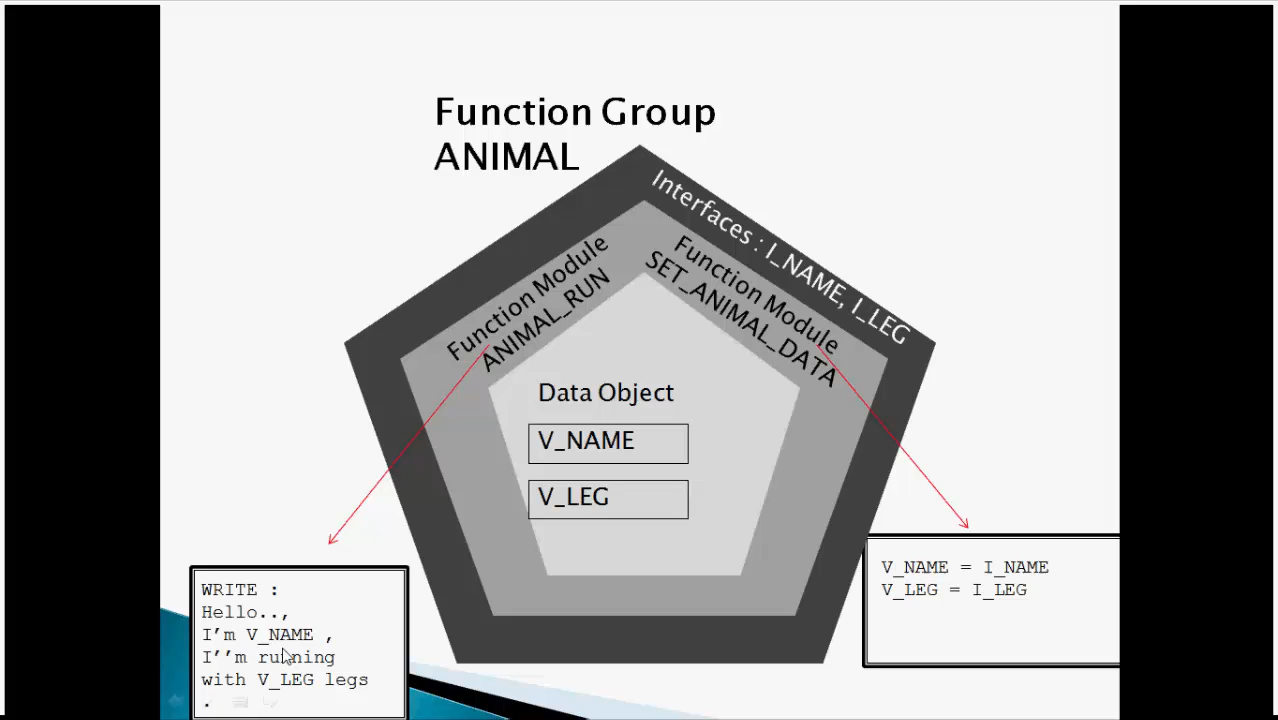 Function Group
ANIMAL
Interfaces : I_NAME, I_LEG
Function Module
ANIMAL_RUN
Function Module
SET_ANIMAL_DATA
Data Object
V_NAME
V_LEG
WRITE :
Hello..,
I’m V_NAME ,
I’’m running
with V_LEG legs
.
V_NAME = I_NAME
V_LEG = I_LEG